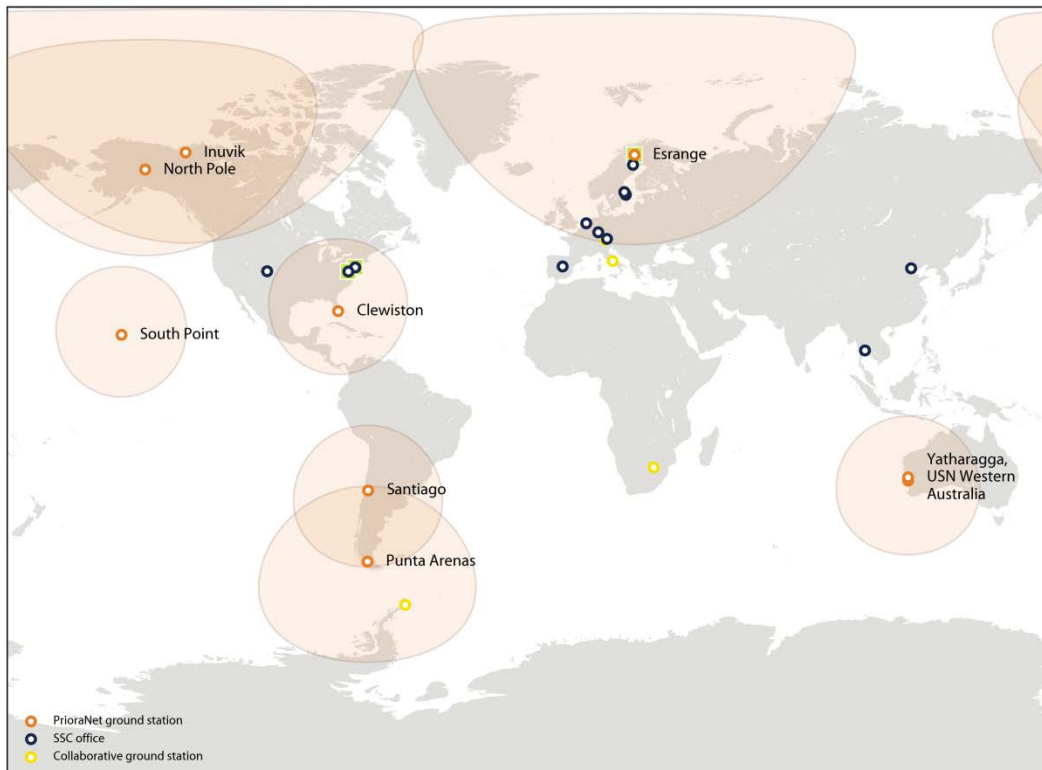 Inuvik
North Pole
Esrange
Clewiston
South Point
Santiago
Yatharagga,
USN Western
Australia
Punta Arenas
PrioraNet ground station
SSC office
Collaborative ground station